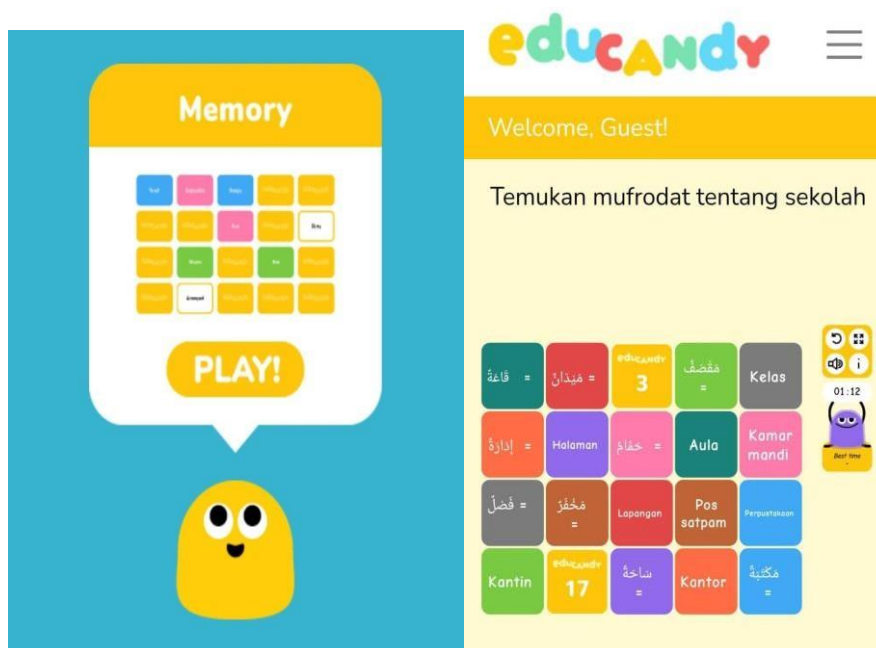 Memory
PLAY!
educandy
Welcome, Guest!
Temukan mufrodat tentang sekolah
قَاعَةٌ =
مَيْدَانٌ =
educandy
3
مَقْصَفٌ
=
Kelas
إِدَارَةٌ =
Halaman
حَمَّامٌ =
Aula
Kamar
mandi
فَصْلٌ =
مَخْفَرٌ
=
Lapangan
Pos
satpam
Perpustakaan
Kantin
educandy
17
سَاحَةٌ
=
Kantor
مَكْتَبَةٌ
=
i
01:12
Best time
-